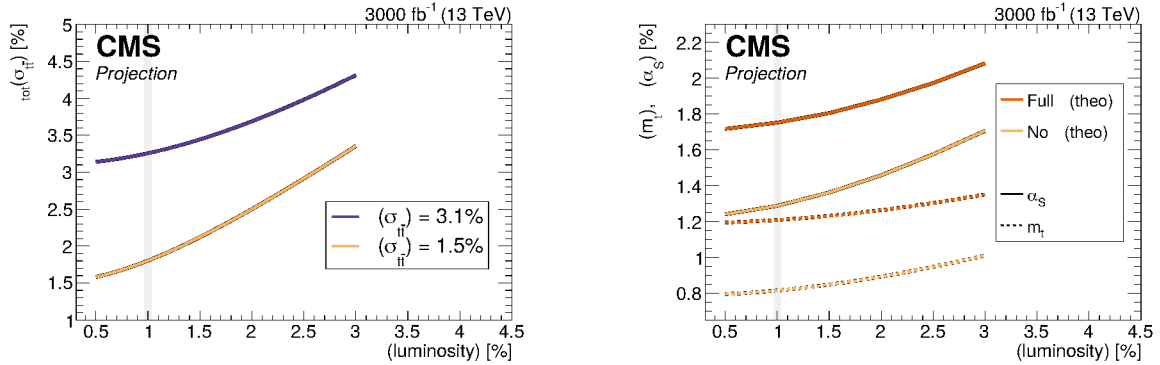 3000 fb⁻¹ (13 TeV)
CMS
Projection
tot(σtt̄) [%]
5
4.5
4
3.5
3
2.5
2
1.5
1
(σtt̄) = 3.1%
(σtt̄) = 1.5%
0.5 1 1.5 2 2.5 3 3.5 4 4.5
(luminosity) [%]
3000 fb⁻¹ (13 TeV)
CMS
Projection
(mt), (αS) [%]
2.2
2
1.8
1.6
1.4
1.2
1
0.8
Full (theo)
No (theo)
αS
mt
0.5 1 1.5 2 2.5 3 3.5 4 4.5
(luminosity) [%]